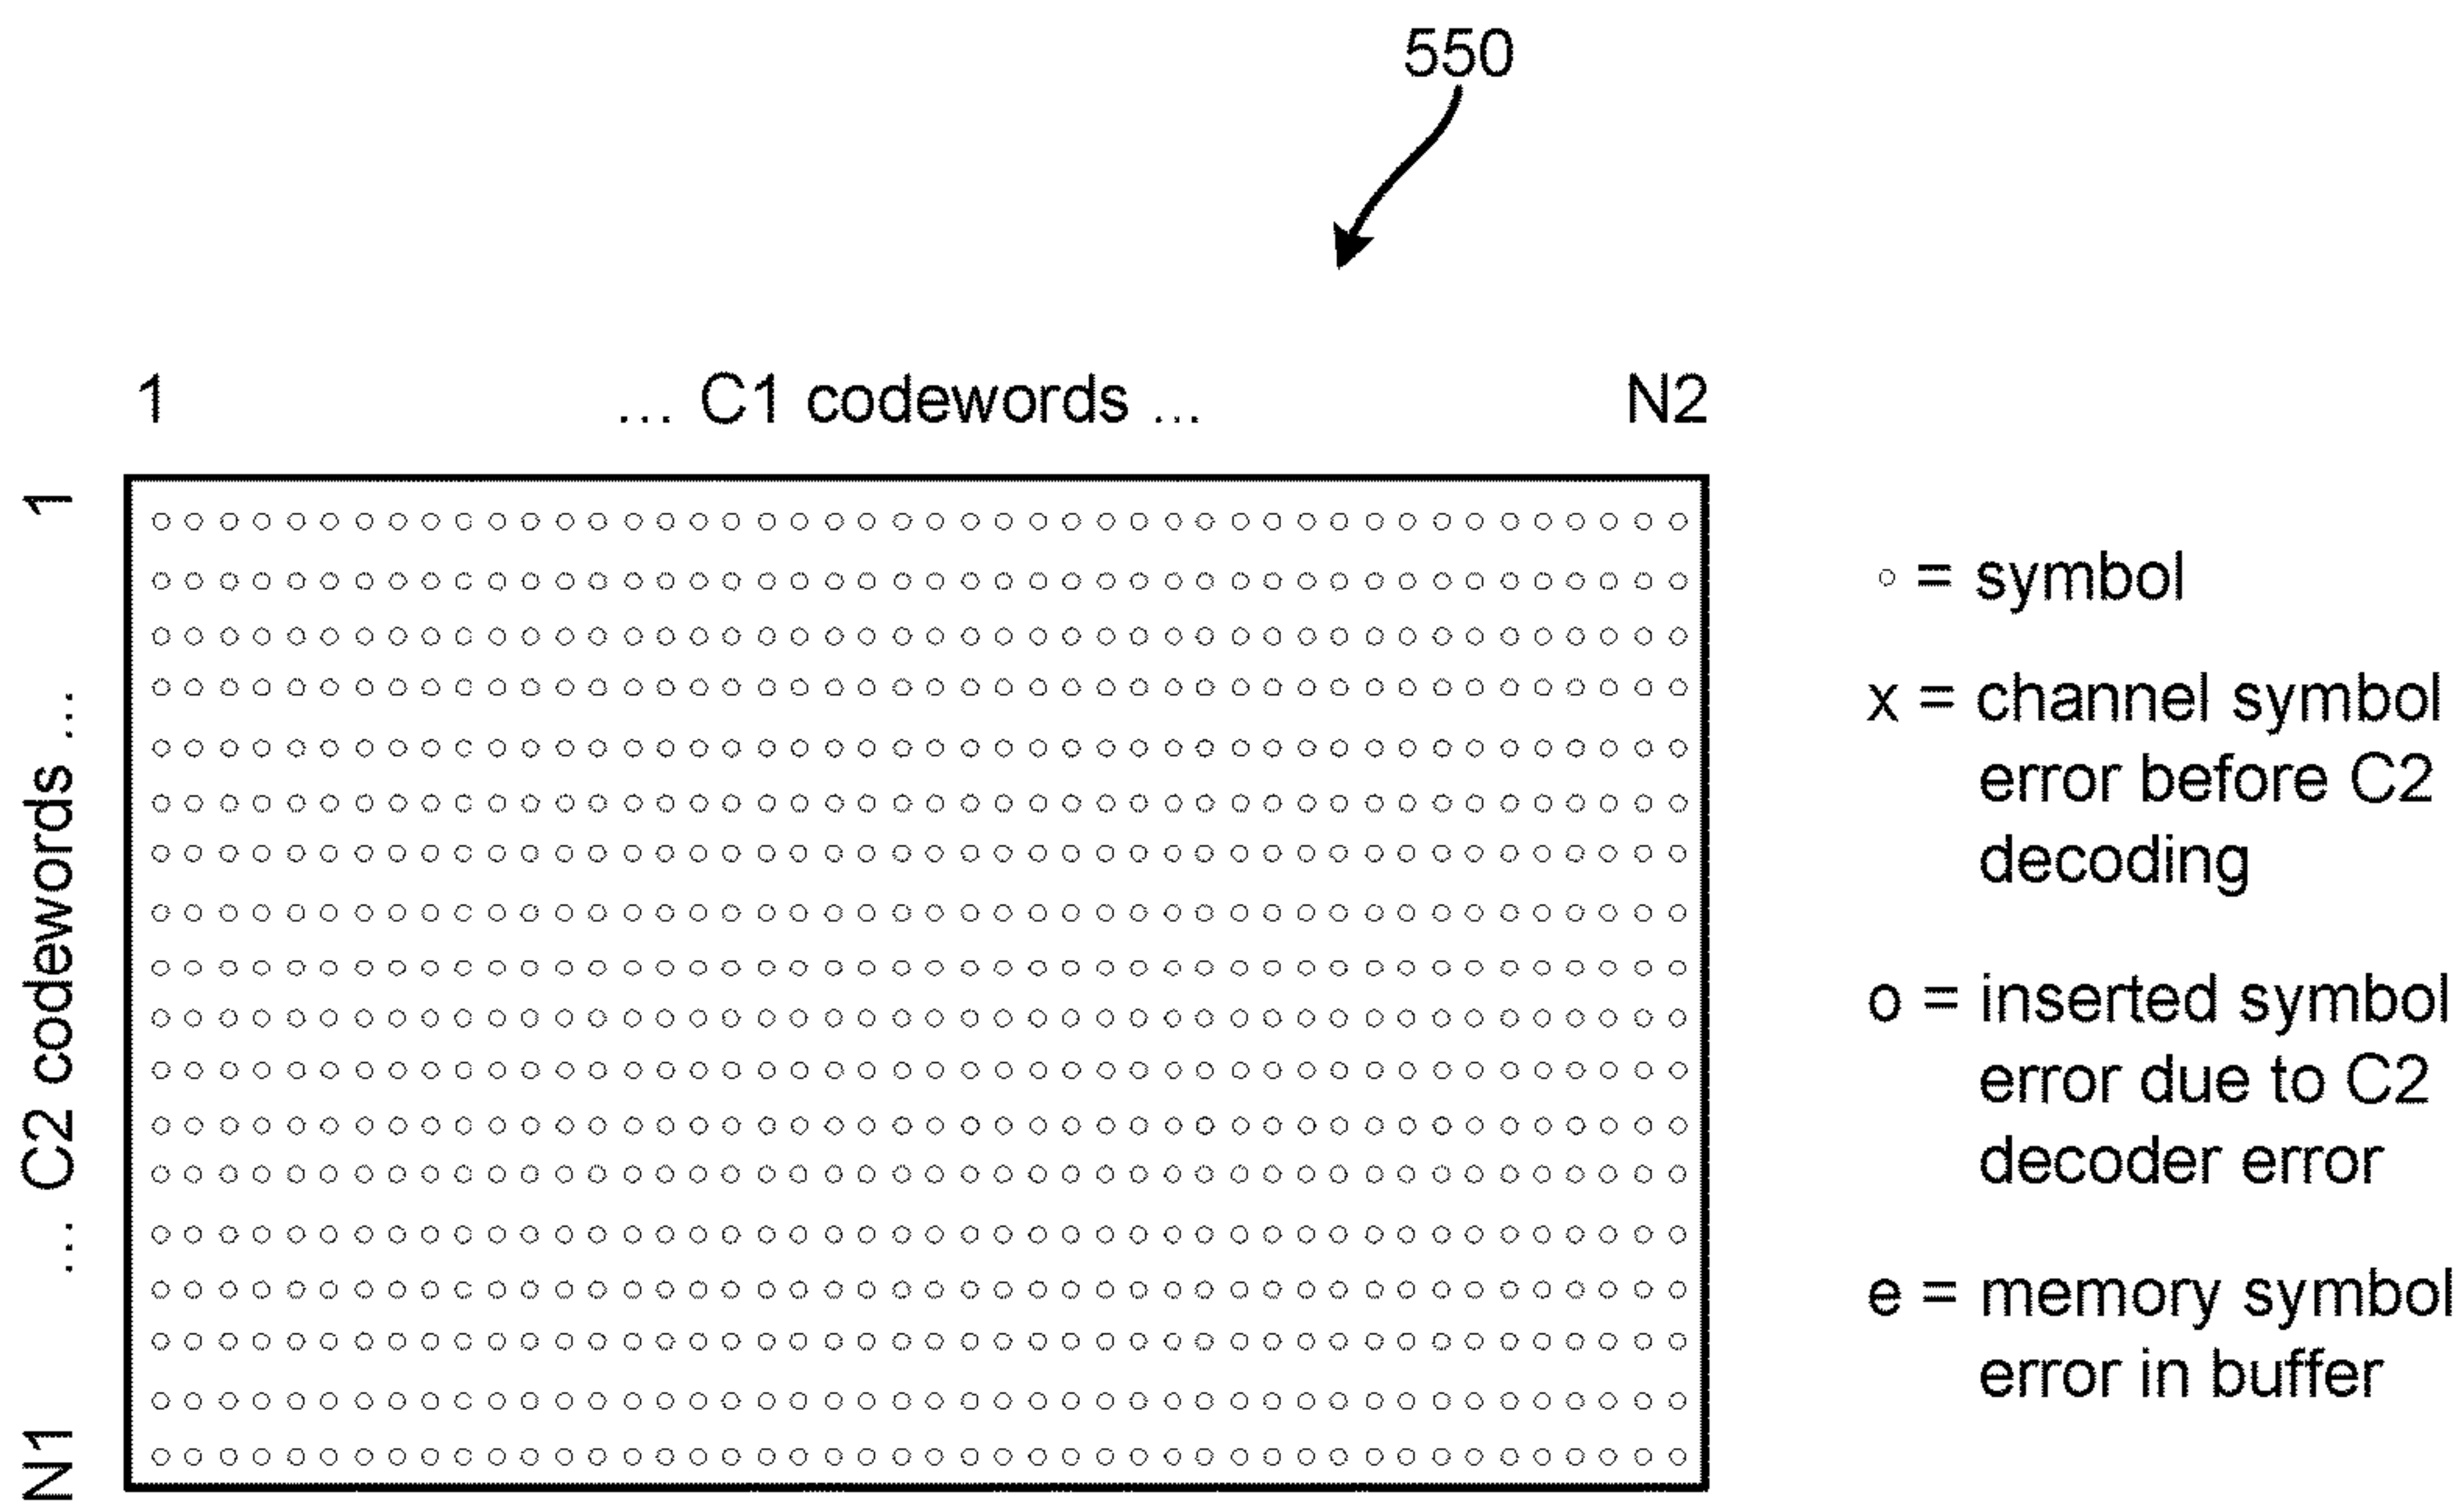 550
1 ... C1 codewords ... N2
1 ... C2 codewords ... N1
○ = symbol
x = channel symbol
error before C2
decoding
o = inserted symbol
error due to C2
decoder error
e = memory symbol
error in buffer